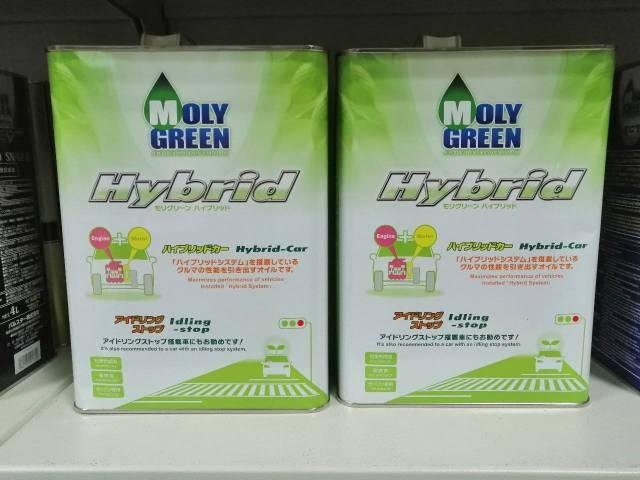 MOLY
GREEN
Hybrid
モリグリーン ハイブリッド
Engine
Motor
ハイブリッドカー Hybrid-Car
「ハイブリッドシステム」を搭載している
クルマの性能を引き出すオイルです。
Maximizes performance of vehicles
installed "Hybrid System"
アイドリング
ストップ
Idling
-stop
アイドリングストップ搭載車にもお勧めです!
It's also recommended to a car with an idling stop system.
MOLY
GREEN
Hybrid
モリグリーン ハイブリッド
Engine
Motor
ハイブリッドカー Hybrid-Car
「ハイブリッドシステム」を搭載している
クルマの性能を引き出すオイルです。
Maximizes performance of vehicles
installed "Hybrid System"
アイドリング
ストップ
Idling
-stop
アイドリングストップ搭載車にもお勧めです!
It's also recommended to a car with an idling stop system.
4L